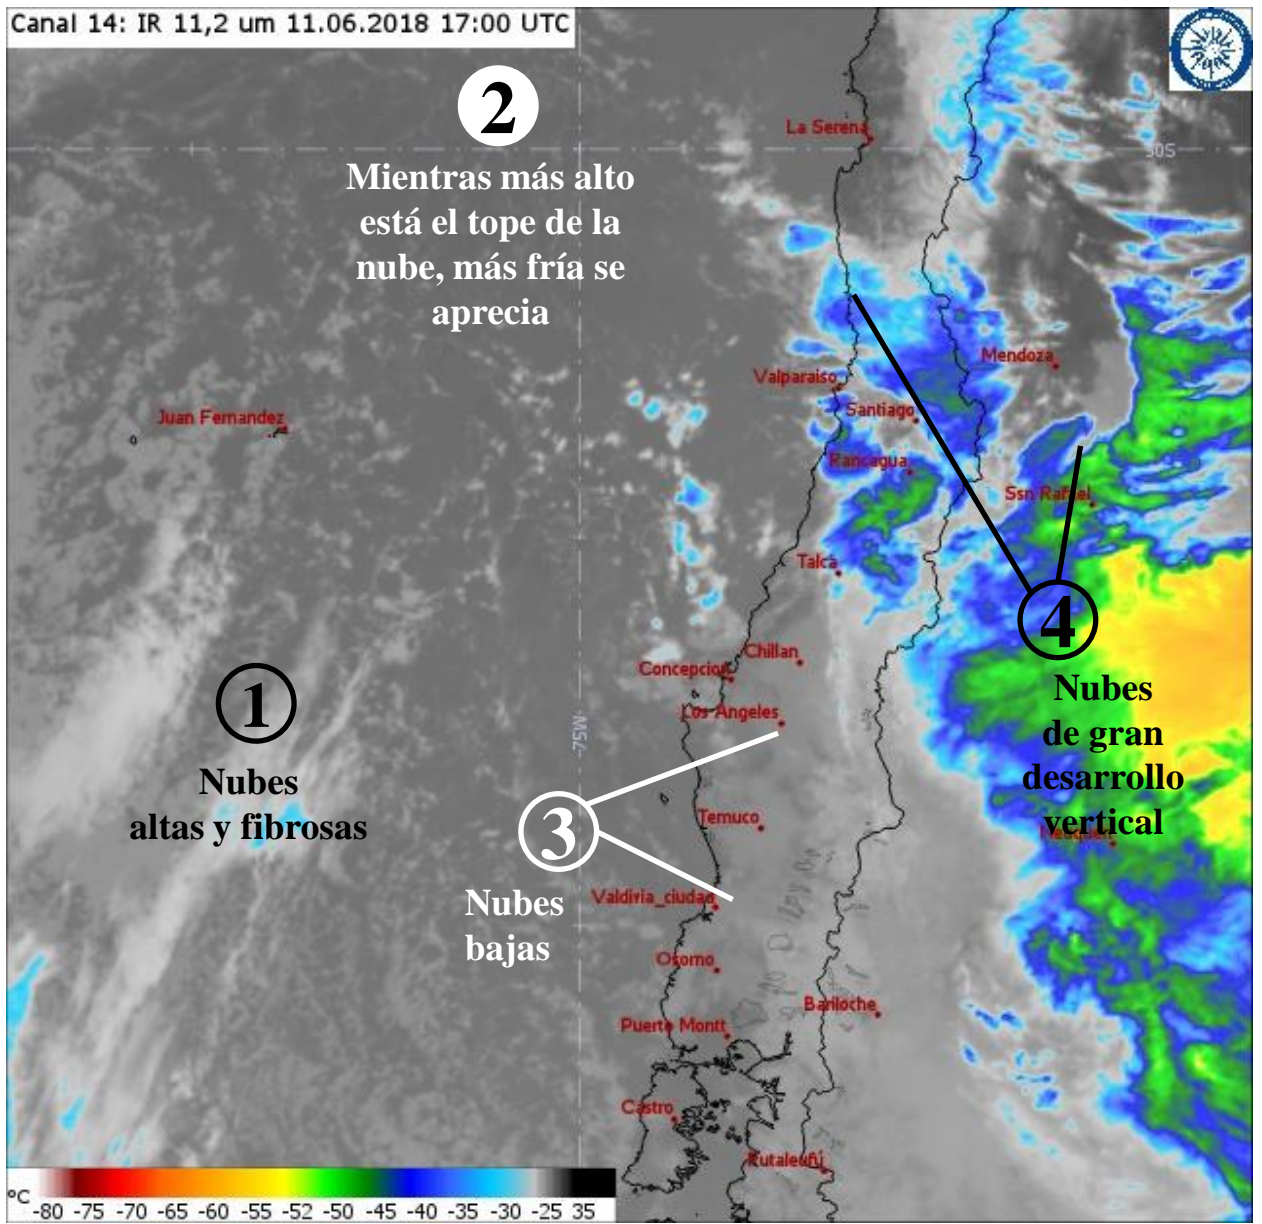 Canal 14: IR 11,2 um 11.06.2018 17:00 UTC
2
Mientras más alto
está el tope de la
nube, más fría se
aprecia
La Serena
30S
Mendoza
Valparaiso
Santiago
Juan Fernandez
Rancagua
Ssn Rafael
Talca
4
Nubes
de gran
desarrollo
vertical
Chillan
Concepcion
Los Angeles
1
Nubes
altas y fibrosas
75W
3
Nubes
bajas
Temuco
Neuquen
Valdivia_ciudad
Osorno
Bariloche
Puerto Montt
Castro
Futaleufú
°C -80 -75 -70 -65 -60 -55 -52 -50 -45 -40 -35 -30 -25 35